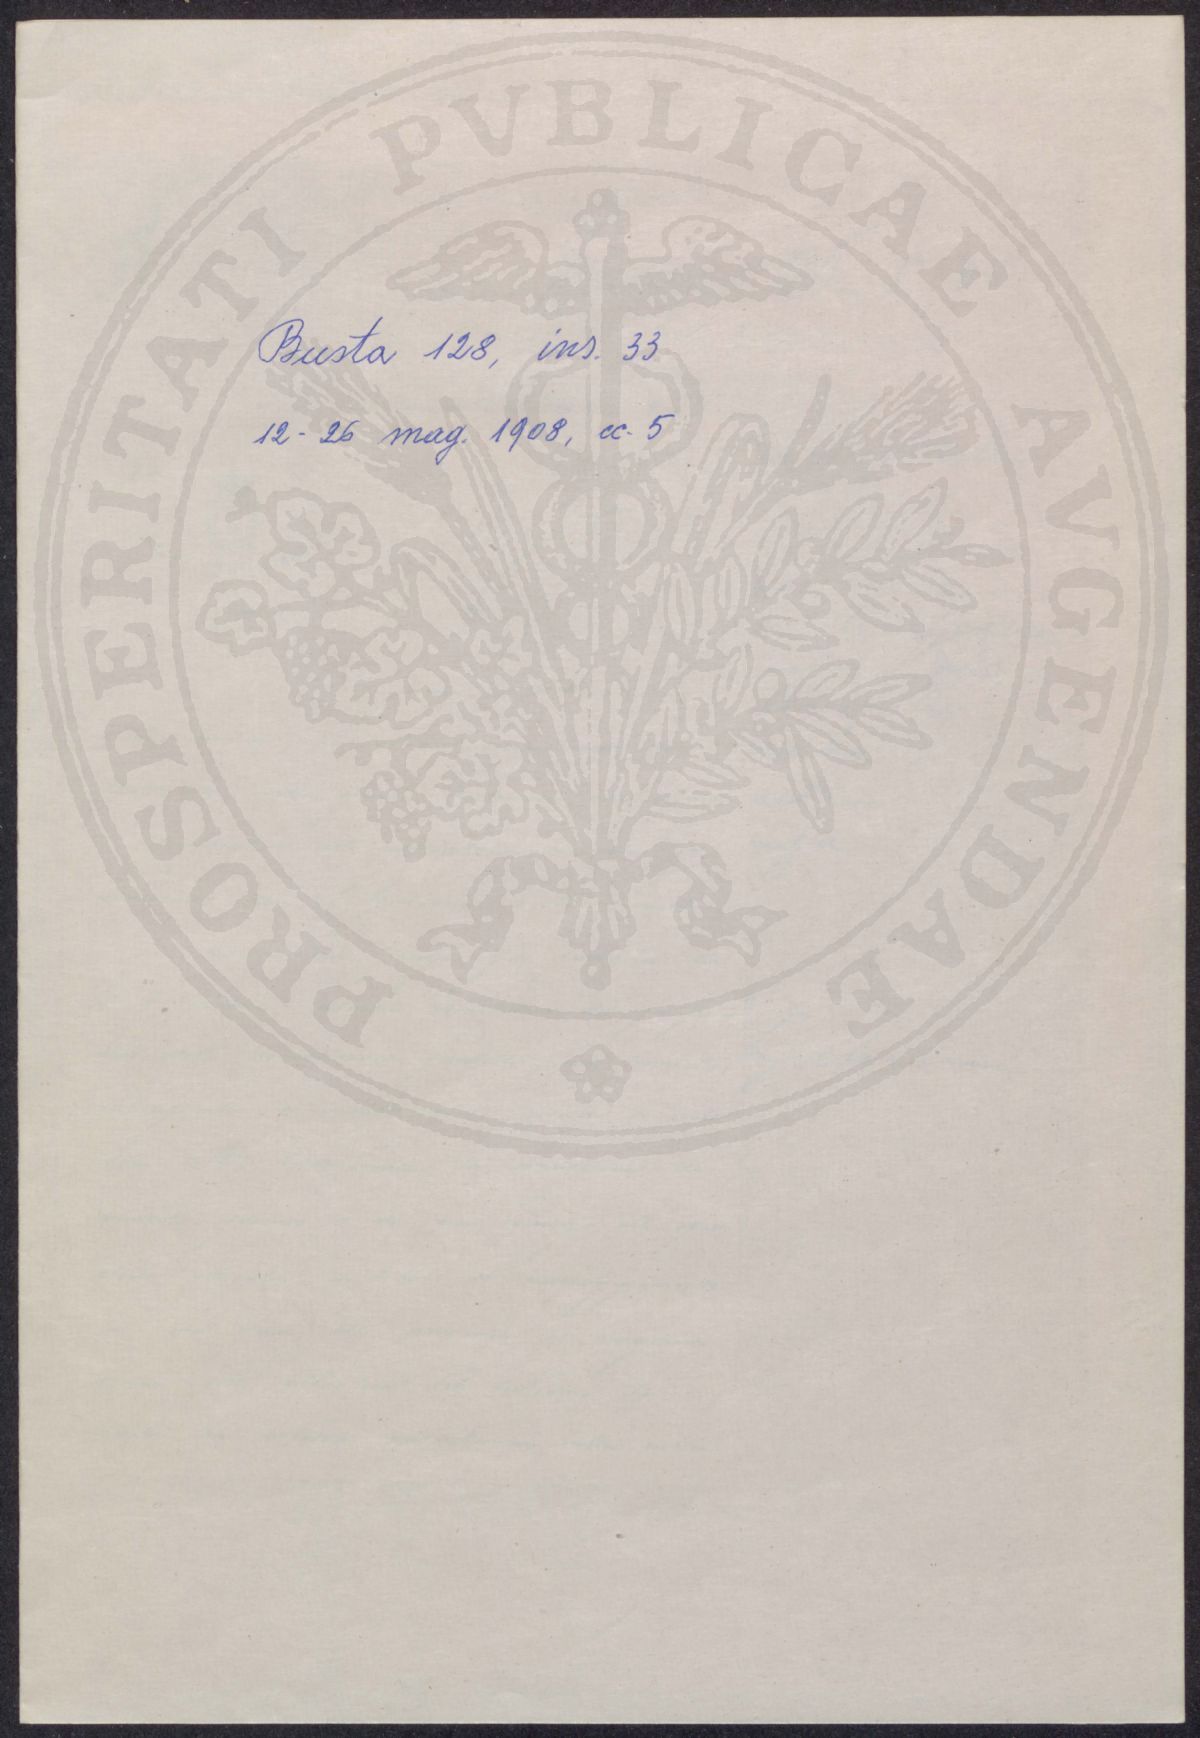 Busta 128, ins. 33
12-26 mag. 1908, cc. 5
PROSPERITATI PVBLICAE AVGENDAE